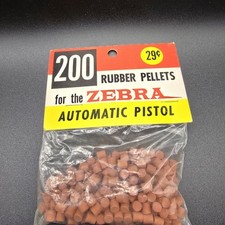 29¢
200 RUBBER PELLETS
for the ZEBRA
AUTOMATIC PISTOL